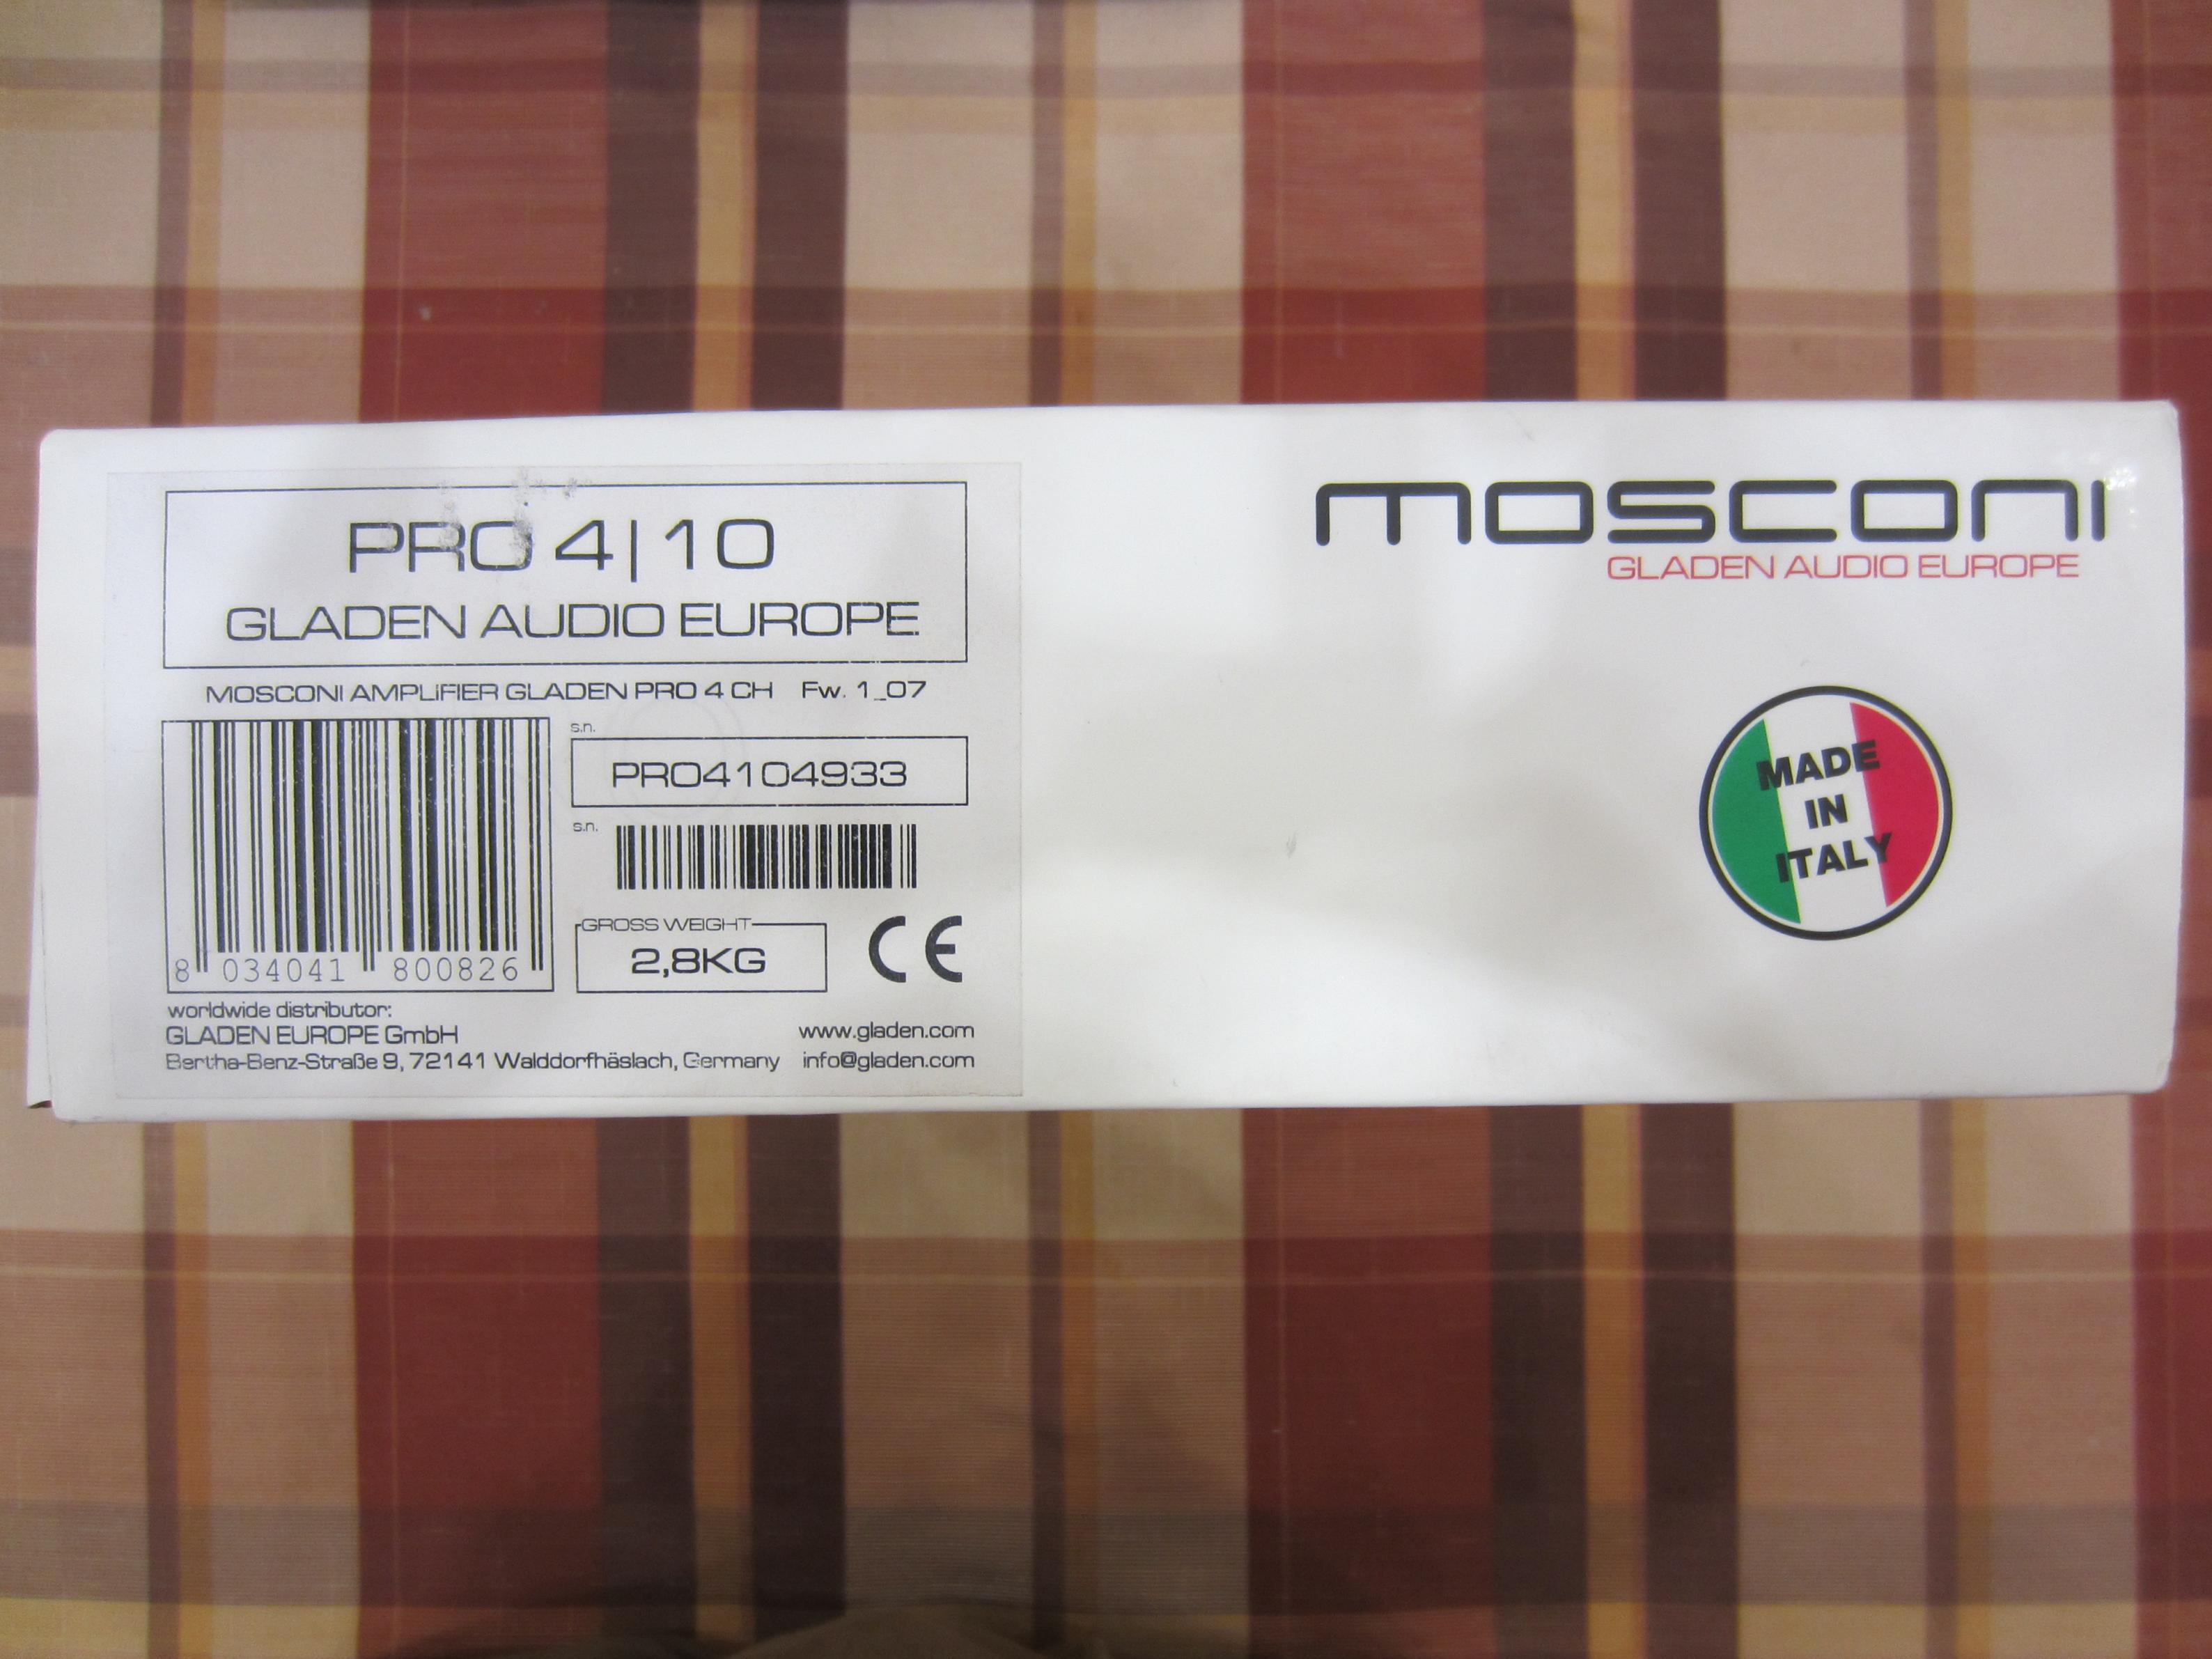 PRO 4|10
GLADEN AUDIO EUROPE
MOSCONI AMPLIFIER GLADEN PRO 4 CH Fw. 1_07
s.n.
PRO4104933
s.n.
8 034041 800826
GROSS WEIGHT
2,8KG
CE
worldwide distributor:
GLADEN EUROPE GmbH
www.gladen.com
Bertha-Benz-Straße 9, 72141 Walddorfhäslach, Germany
info@gladen.com
mosconi
GLADEN AUDIO EUROPE
MADE
IN
ITALY